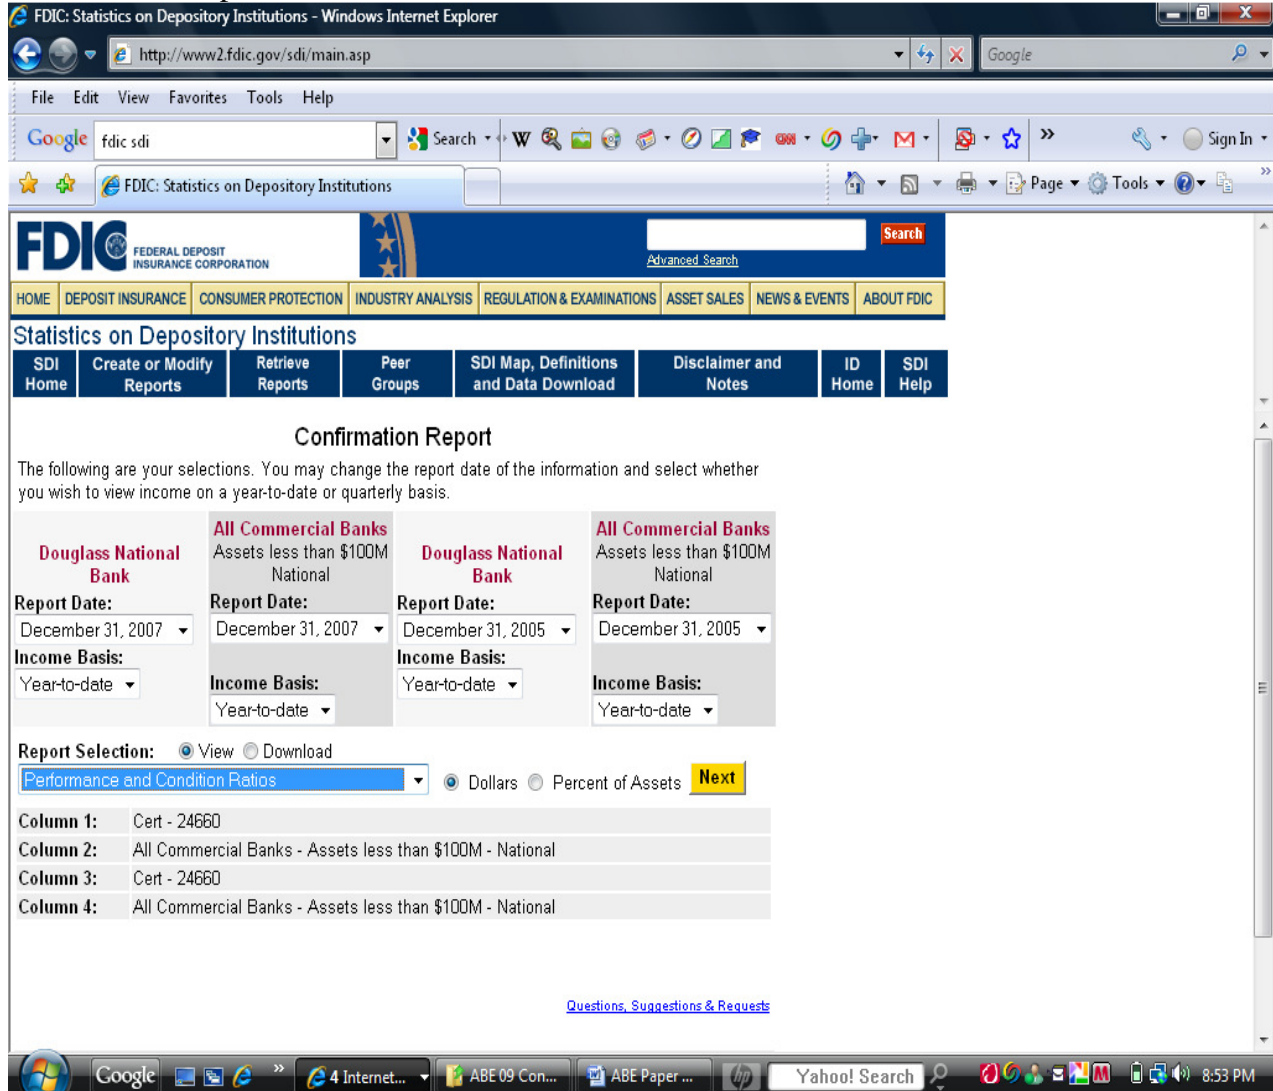 FDIC: Statistics on Depository Institutions - Windows Internet Explorer
http://www2.fdic.gov/sdi/main.asp
Google
File Edit View Favorites Tools Help
Google fdic sdi Search W CNN M » Sign In
FDIC: Statistics on Depository Institutions Page Tools »
FDIC FEDERAL DEPOSIT
INSURANCE CORPORATION
Search
Advanced Search
HOME DEPOSIT INSURANCE CONSUMER PROTECTION INDUSTRY ANALYSIS REGULATION & EXAMINATIONS ASSET SALES NEWS & EVENTS ABOUT FDIC
Statistics on Depository Institutions
SDI Home Create or Modify Reports Retrieve Reports Peer Groups SDI Map, Definitions and Data Download Disclaimer and Notes ID Home SDI Help
Confirmation Report
The following are your selections. You may change the report date of the information and select whether
you wish to view income on a year-to-date or quarterly basis.
Douglass National
Bank
Report Date:
December 31, 2007
Income Basis:
Year-to-date
All Commercial Banks
Assets less than $100M
National
Report Date:
December 31, 2007
Income Basis:
Year-to-date
Douglass National
Bank
Report Date:
December 31, 2005
Income Basis:
Year-to-date
All Commercial Banks
Assets less than $100M
National
Report Date:
December 31, 2005
Income Basis:
Year-to-date
Report Selection: View Download
Performance and Condition Ratios Dollars Percent of Assets Next
Column 1: Cert - 24660
Column 2: All Commercial Banks - Assets less than $100M - National
Column 3: Cert - 24660
Column 4: All Commercial Banks - Assets less than $100M - National
Questions, Suggestions & Requests
Google » 4 Internet... ABE 09 Con... ABE Paper ... hp Yahoo! Search M 8:53 PM